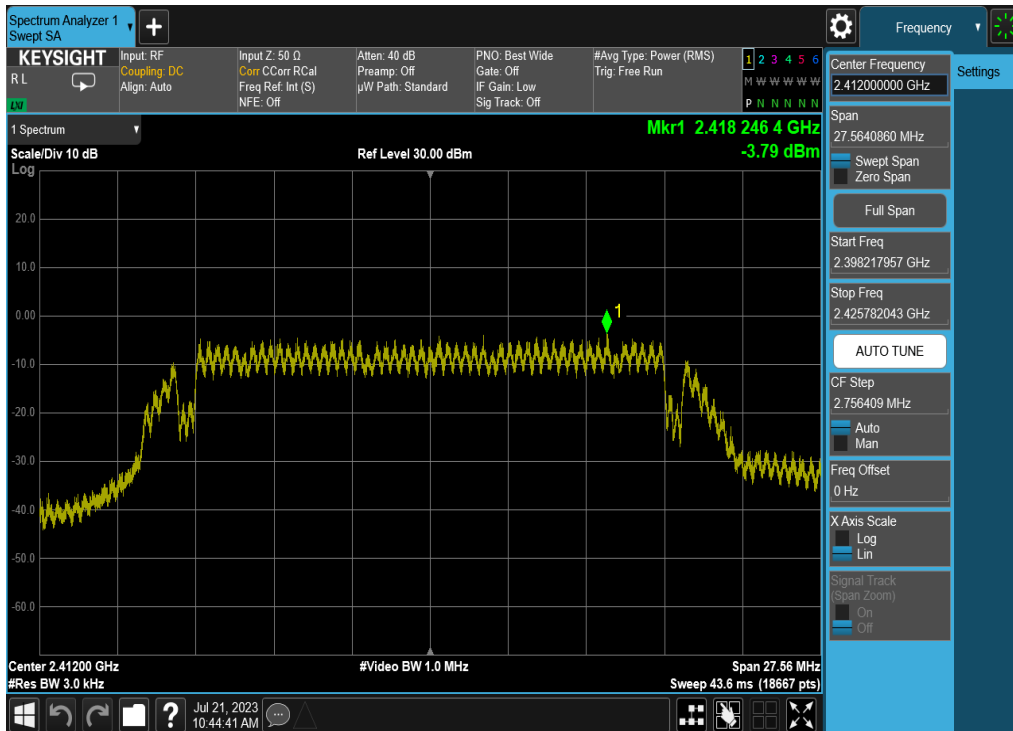 Spectrum Analyzer 1
Swept SA
+
Frequency
KEYSIGHT
R L
LXI
Input: RF
Coupling: DC
Align: Auto
Input Z: 50 Ω
Corr CCorr RCal
Freq Ref: Int (S)
NFE: Off
Atten: 40 dB
Preamp: Off
µW Path: Standard
PNO: Best Wide
Gate: Off
IF Gain: Low
Sig Track: Off
#Avg Type: Power (RMS)
Trig: Free Run
1 2 3 4 5 6
M W W W W W
P N N N N N
Center Frequency
2.412000000 GHz
Settings
1 Spectrum
Mkr1 2.418 246 4 GHz
Scale/Div 10 dB
Ref Level 30.00 dBm
-3.79 dBm
Log
20.0
10.0
0.00
-10.0
-20.0
-30.0
-40.0
-50.0
-60.0
1
Span
27.5640860 MHz
Swept Span
Zero Span
Full Span
Start Freq
2.398217957 GHz
Stop Freq
2.425782043 GHz
AUTO TUNE
CF Step
2.756409 MHz
Auto
Man
Freq Offset
0 Hz
X Axis Scale
Log
Lin
Signal Track
(Span Zoom)
On
Off
Center 2.41200 GHz
#Video BW 1.0 MHz
Span 27.56 MHz
#Res BW 3.0 kHz
Sweep 43.6 ms (18667 pts)
?
Jul 21, 2023
10:44:41 AM